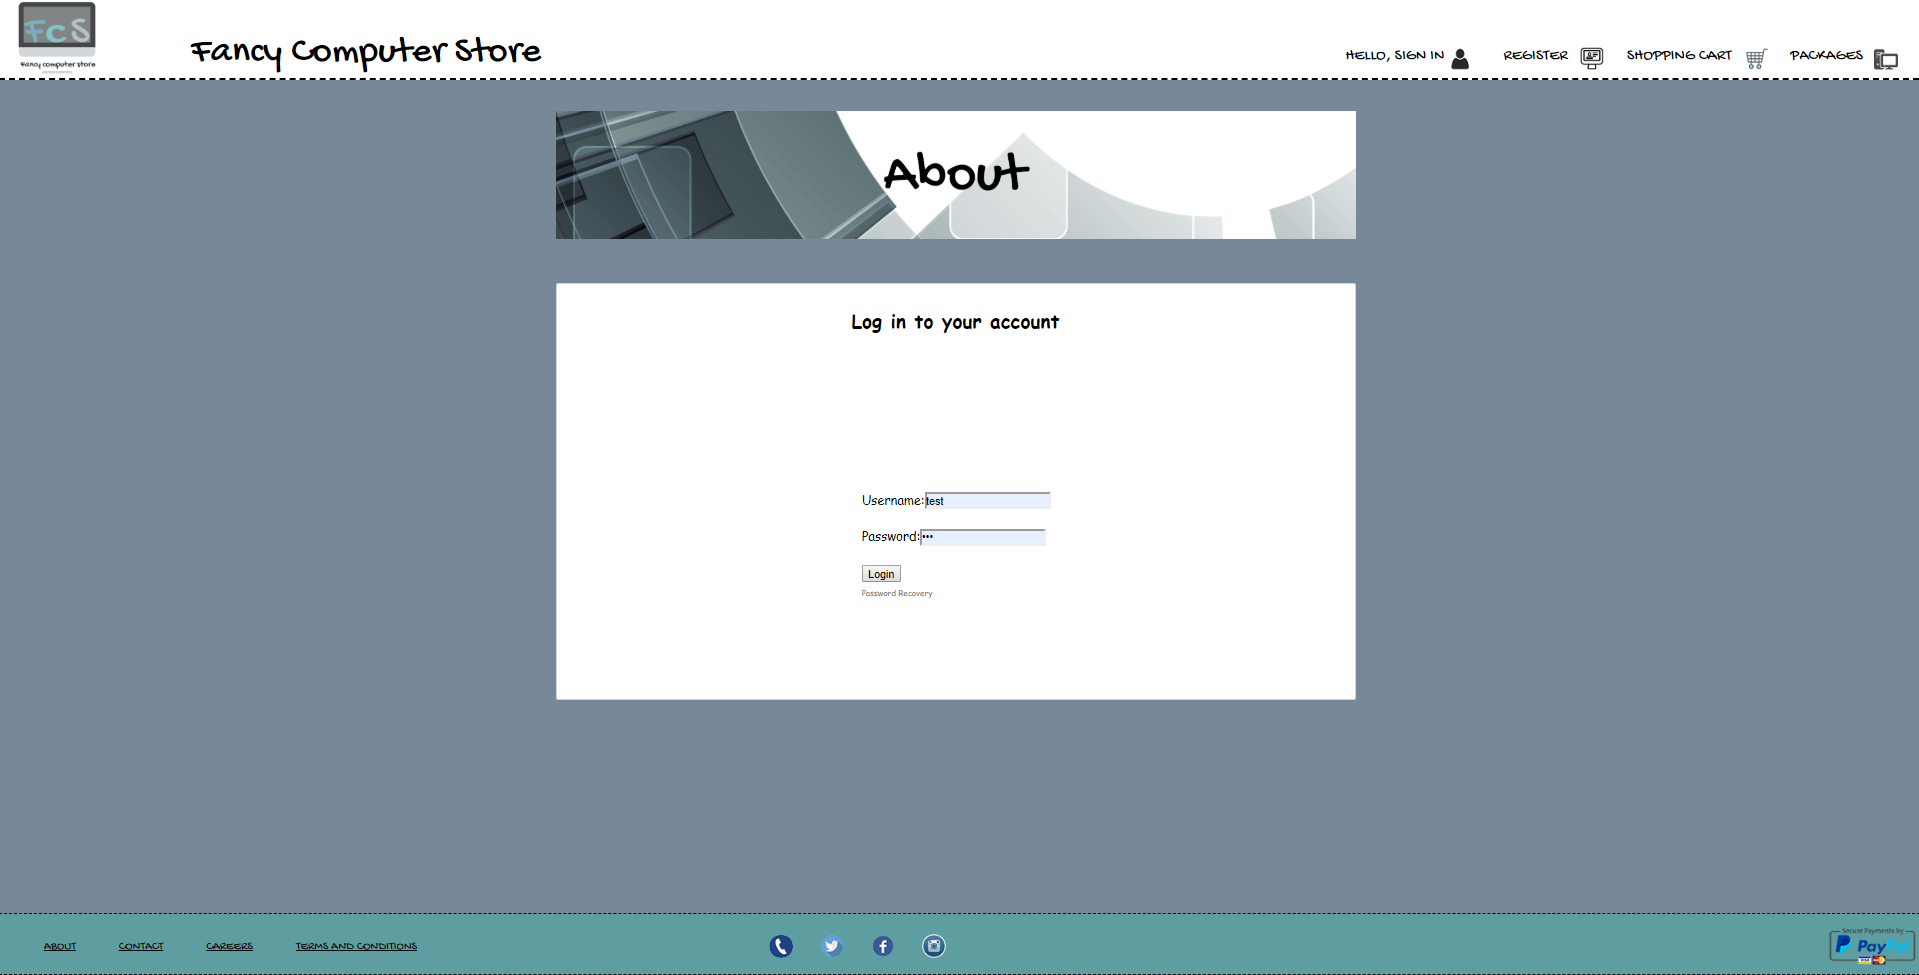 FcS
Fancy computer store
Fancy Computer Store
HELLO, SIGN IN
REGISTER
SHOPPING CART
PACKAGES
About
Log in to your account
Username:test
Password:•••
Login
Password Recovery
ABOUT
CONTACT
CAREERS
TERMS AND CONDITIONS
Secure Payments by
PayPal
VISA